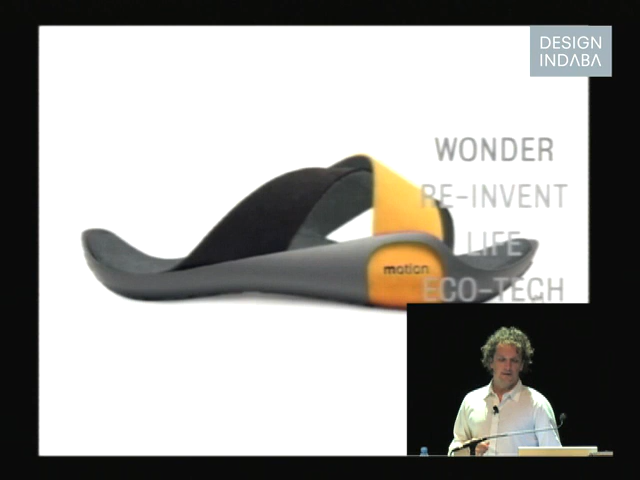 DESIGN
INDABA
WONDER
RE-INVENT
LIFE
ECO-TECH
motion